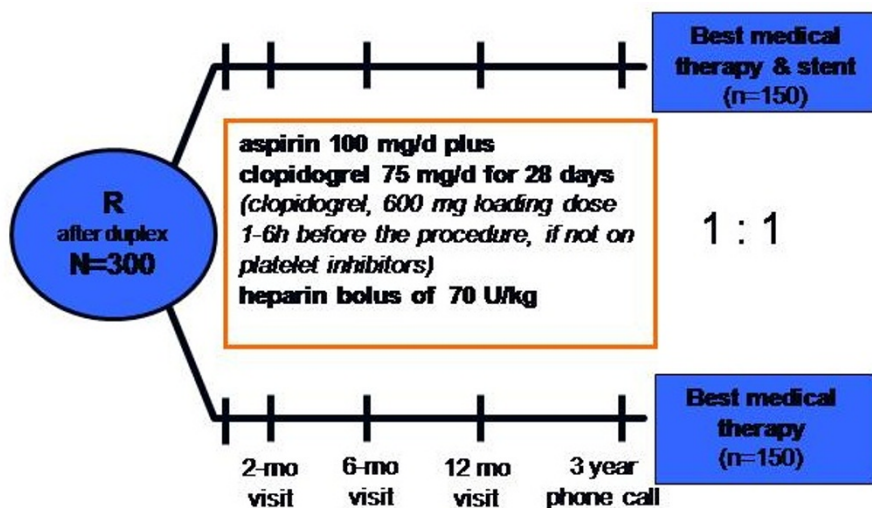 Best medical
therapy & stent
(n=150)
R
after duplex
N=300
aspirin 100 mg/d plus
clopidogrel 75 mg/d for 28 days
(clopidogrel, 600 mg loading dose
1-6h before the procedure, if not on
platelet inhibitors)
heparin bolus of 70 U/kg
1 : 1
Best medical
therapy
(n=150)
2-mo
visit
6-mo
visit
12 mo
visit
3 year
phone call